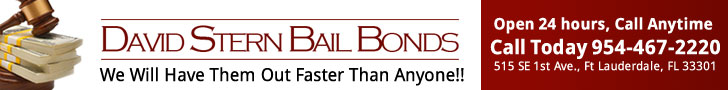 DAVID STERN BAIL BONDS
We Will Have Them Out Faster Than Anyone!!
Open 24 hours, Call Anytime
Call Today 954-467-2220
515 SE 1st Ave., Ft Lauderdale, FL 33301